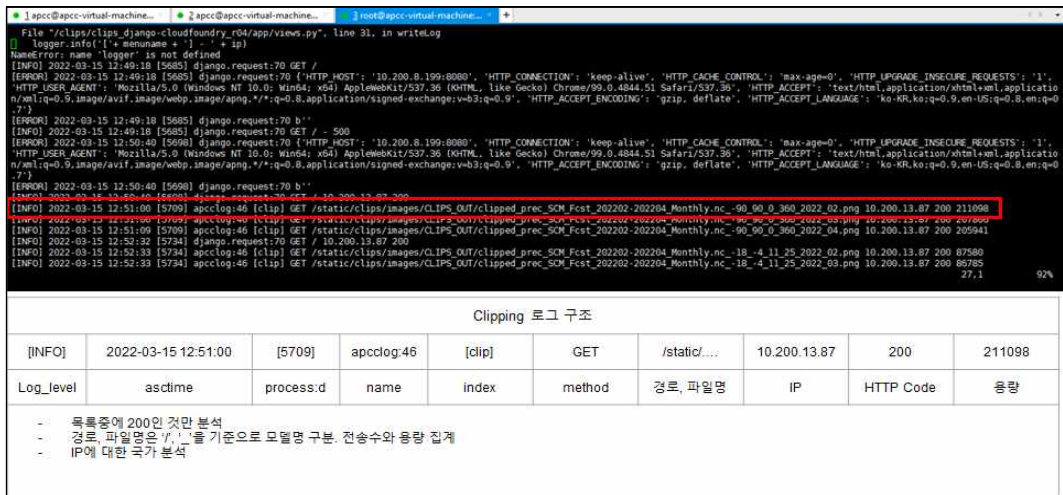 1 apcc@apcc-virtual-machine... × 2 apcc@apcc-virtual-machine... × 3 root@apcc-virtual-machine:... × +
File "/clips/clips_django-cloudfoundry_r04/app/views.py", line 31, in writeLog
logger.info('['+ menuname + '] - ' + ip)
NameError: name 'logger' is not defined
[INFO] 2022-03-15 12:49:18 [5685] django.request:70 GET /
[ERROR] 2022-03-15 12:49:18 [5685] django.request:70 {'HTTP_HOST': '10.200.8.199:8080', 'HTTP_CONNECTION': 'keep-alive', 'HTTP_CACHE_CONTROL': 'max-age=0', 'HTTP_UPGRADE_INSECURE_REQUESTS': '1',
'HTTP_USER_AGENT': 'Mozilla/5.0 (Windows NT 10.0; Win64; x64) AppleWebKit/537.36 (KHTML, like Gecko) Chrome/99.0.4844.51 Safari/537.36', 'HTTP_ACCEPT': 'text/html,application/xhtml+xml,applicatio
n/xml;q=0.9,image/avif,image/webp,image/apng,*/*;q=0.8,application/signed-exchange;v=b3;q=0.9', 'HTTP_ACCEPT_ENCODING': 'gzip, deflate', 'HTTP_ACCEPT_LANGUAGE': 'ko-KR,ko;q=0.9,en-US;q=0.8,en;q=0
.7'}
[ERROR] 2022-03-15 12:49:18 [5685] django.request:70 b''
[INFO] 2022-03-15 12:49:18 [5685] django.request:70 GET / - 500
[ERROR] 2022-03-15 12:50:40 [5698] django.request:70 {'HTTP_HOST': '10.200.8.199:8080', 'HTTP_CONNECTION': 'keep-alive', 'HTTP_CACHE_CONTROL': 'max-age=0', 'HTTP_UPGRADE_INSECURE_REQUESTS': '1',
'HTTP_USER_AGENT': 'Mozilla/5.0 (Windows NT 10.0; Win64; x64) AppleWebKit/537.36 (KHTML, like Gecko) Chrome/99.0.4844.51 Safari/537.36', 'HTTP_ACCEPT': 'text/html,application/xhtml+xml,applicatio
n/xml;q=0.9,image/avif,image/webp,image/apng,*/*;q=0.8,application/signed-exchange;v=b3;q=0.9', 'HTTP_ACCEPT_ENCODING': 'gzip, deflate', 'HTTP_ACCEPT_LANGUAGE': 'ko-KR,ko;q=0.9,en-US;q=0.8,en;q=0
.7'}
[ERROR] 2022-03-15 12:50:40 [5698] django.request:70 b''
[INFO] 2022-03-15 12:50:40 [5698] django.request:70 GET / 10.200.13.87 200
[INFO] 2022-03-15 12:51:00 [5709] apcclog:46 [clip] GET /static/clips/images/CLIPS_OUT/clipped_prec_SCM_Fcst_202202-202204_Monthly.nc_-90_90_0_360_2022_02.png 10.200.13.87 200 211098
[INFO] 2022-03-15 12:51:09 [5709] apcclog:46 [clip] GET /static/clips/images/CLIPS_OUT/clipped_prec_SCM_Fcst_202202-202204_Monthly.nc_-90_90_0_360_2022_04.png 10.200.13.87 200 205941
[INFO] 2022-03-15 12:52:32 [5734] django.request:70 GET / 10.200.13.87 200
[INFO] 2022-03-15 12:52:33 [5734] apcclog:46 [clip] GET /static/clips/images/CLIPS_OUT/clipped_prec_SCM_Fcst_202202-202204_Monthly.nc_-18_-4_11_25_2022_02.png 10.200.13.87 200 87580
[INFO] 2022-03-15 12:52:33 [5734] apcclog:46 [clip] GET /static/clips/images/CLIPS_OUT/clipped_prec_SCM_Fcst_202202-202204_Monthly.nc_-18_-4_11_25_2022_03.png 10.200.13.87 200 86785
27,1 92%
Clipping 로그 구조
[INFO] 2022-03-15 12:51:00 [5709] apcclog:46 [clip] GET /static/.... 10.200.13.87 200 211098
Log_level asctime process:d name index method 경로, 파일명 IP HTTP Code 용량
- 목록중에 200인 것만 분석
- 경로, 파일명은 '/', '_'을 기준으로 모델명 구분. 전송수와 용량 집계
- IP에 대한 국가 분석